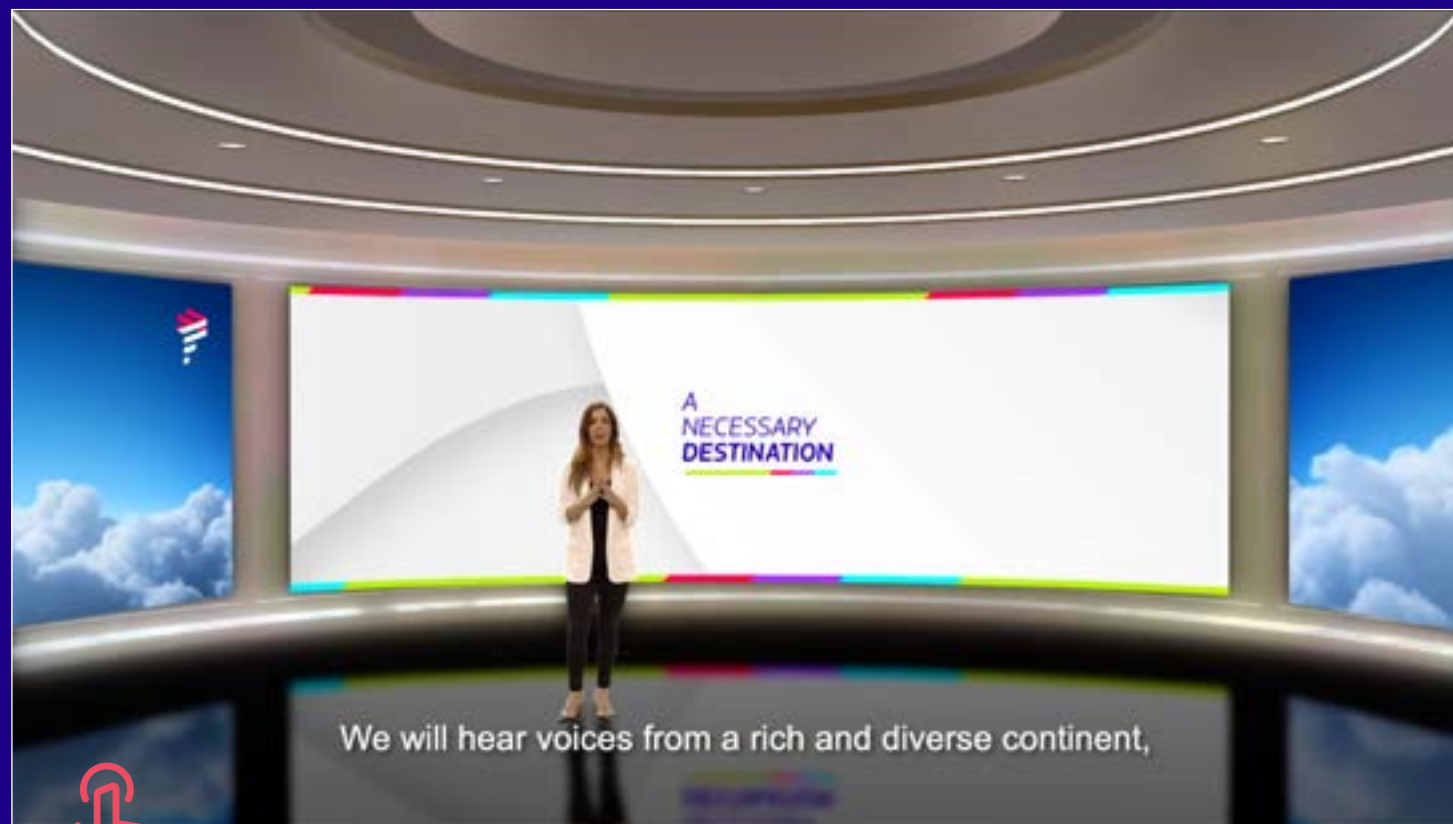 A
NECESSARY
DESTINATION
We will hear voices from a rich and diverse continent,